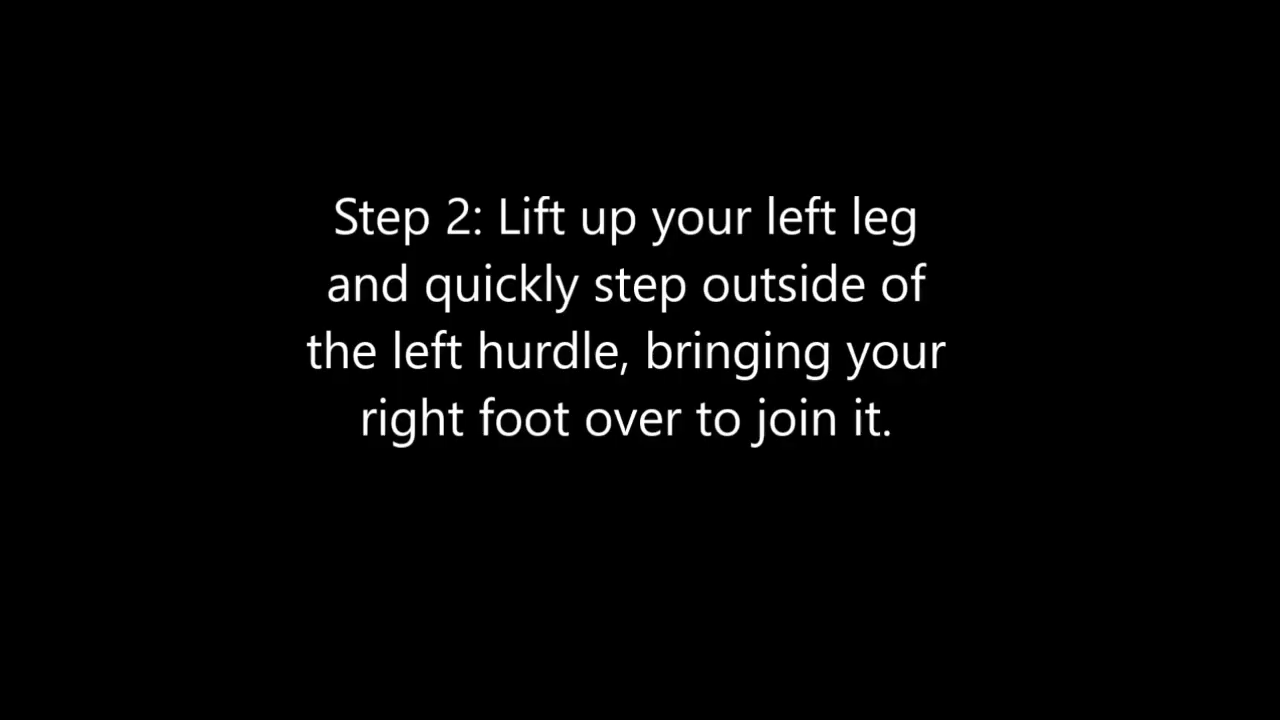 Step 2: Lift up your left leg
and quickly step outside of
the left hurdle, bringing your
right foot over to join it.